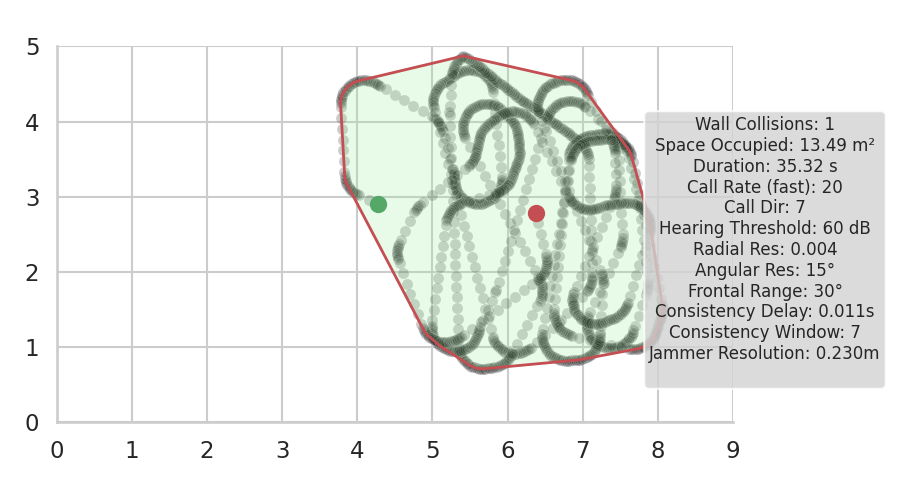 5
4
3
2
1
0
0 1 2 3 4 5 6 7 8 9
Wall Collisions: 1
Space Occupied: 13.49 m²
Duration: 35.32 s
Call Rate (fast): 20
Call Dir: 7
Hearing Threshold: 60 dB
Radial Res: 0.004
Angular Res: 15°
Frontal Range: 30°
Consistency Delay: 0.011s
Consistency Window: 7
Jammer Resolution: 0.230m